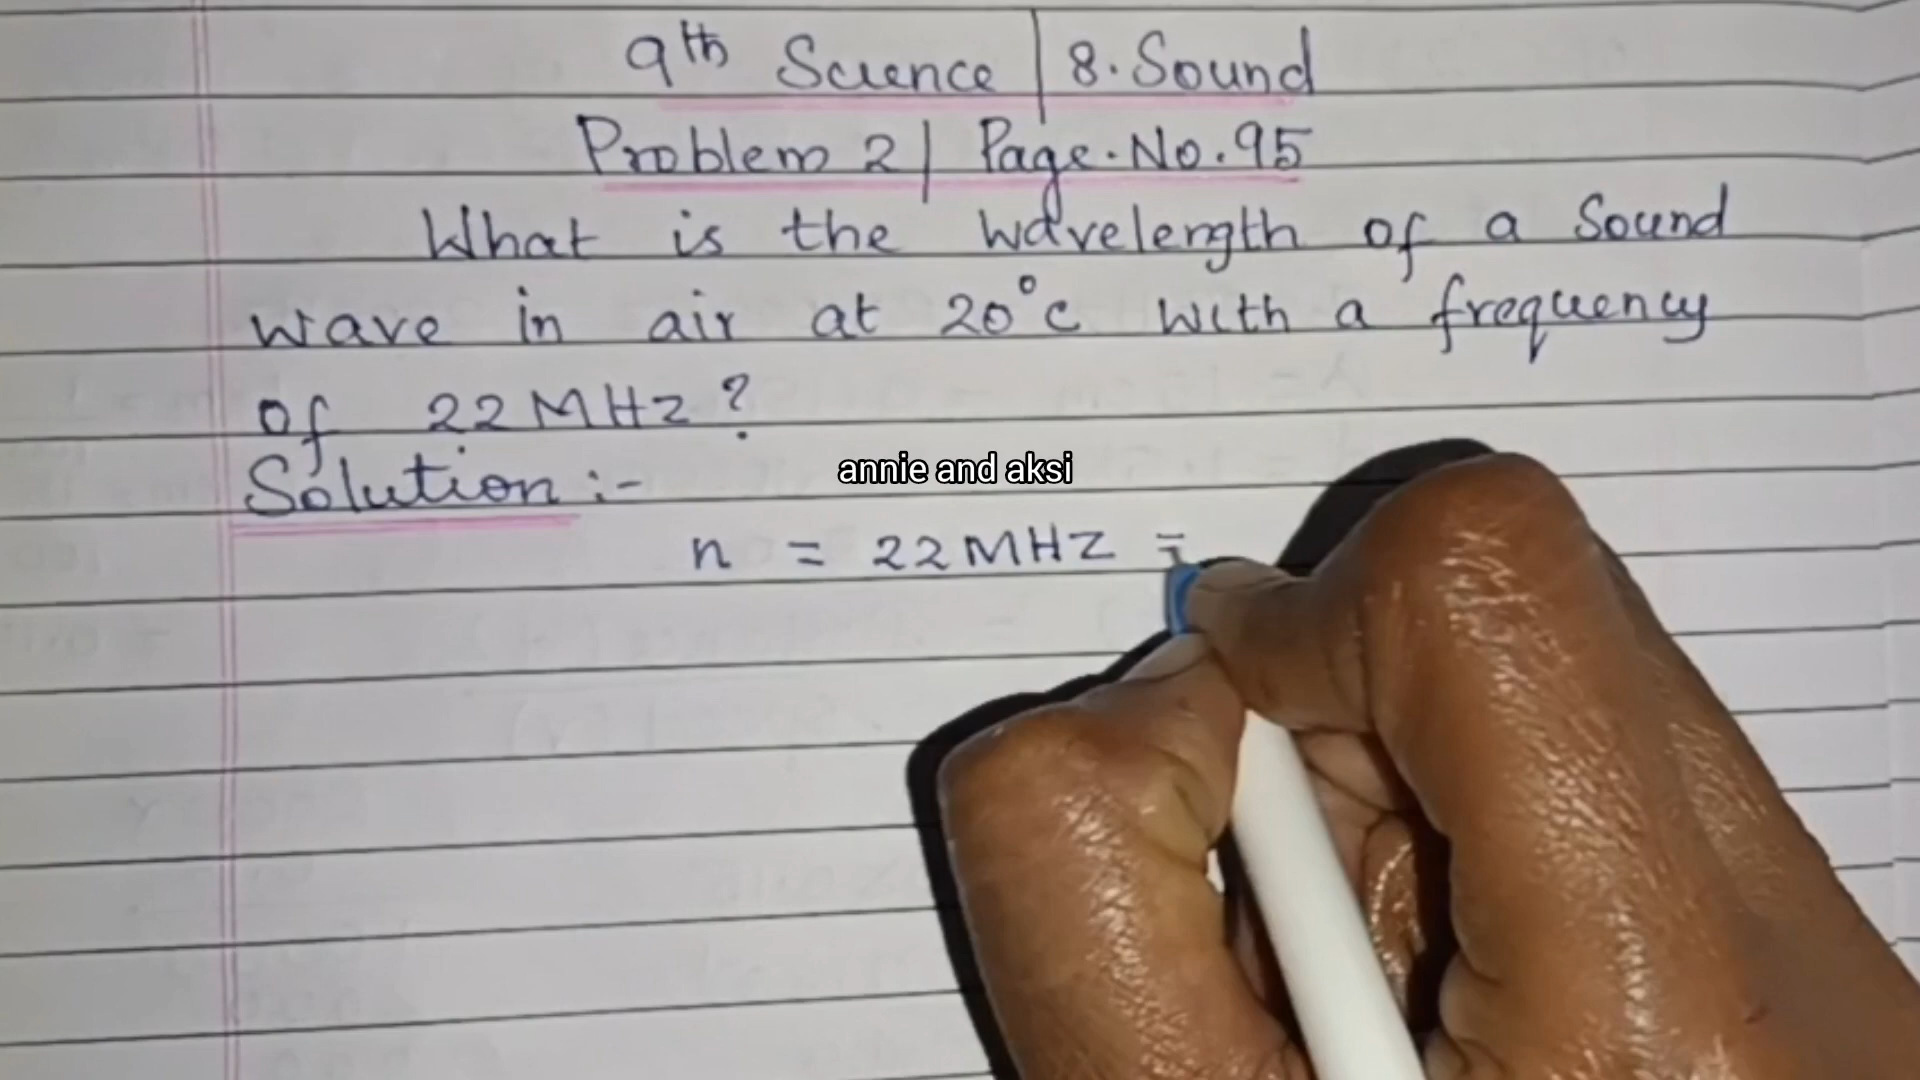 9th Science | 8. Sound
Problem 2 | Page. No. 95
What is the wavelength of a Sound
wave in air at 20°c with a frequency
of 22 MHz?
Solution :-
annie and aksi
n = 22 MHz =